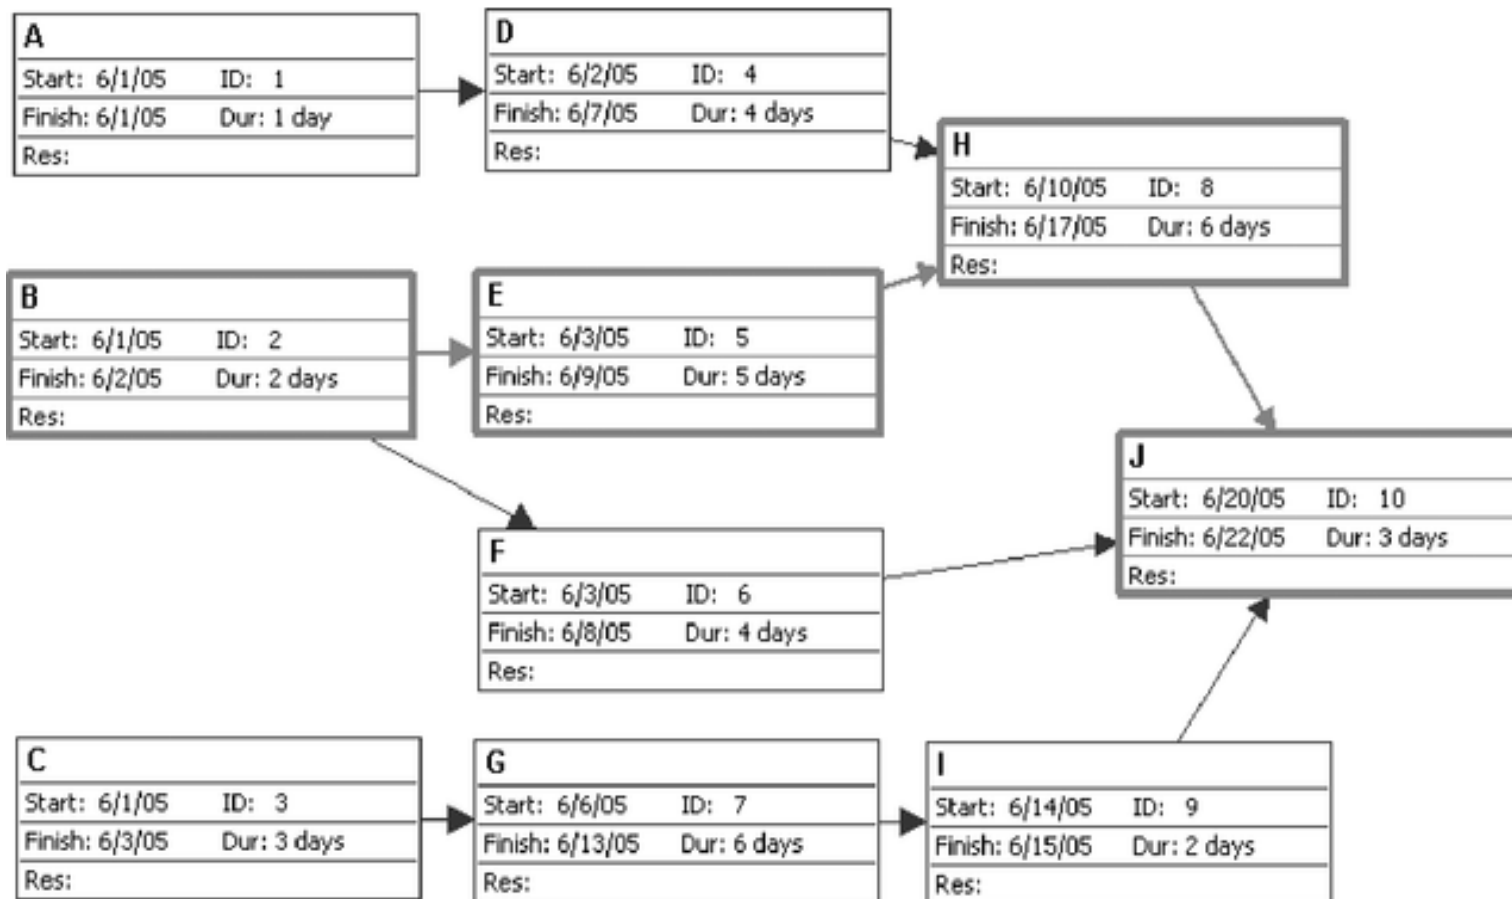 A
Start: 6/1/05 ID: 1
Finish: 6/1/05 Dur: 1 day
Res:
D
Start: 6/2/05 ID: 4
Finish: 6/7/05 Dur: 4 days
Res:
H
Start: 6/10/05 ID: 8
Finish: 6/17/05 Dur: 6 days
Res:
B
Start: 6/1/05 ID: 2
Finish: 6/2/05 Dur: 2 days
Res:
E
Start: 6/3/05 ID: 5
Finish: 6/9/05 Dur: 5 days
Res:
J
Start: 6/20/05 ID: 10
Finish: 6/22/05 Dur: 3 days
Res:
F
Start: 6/3/05 ID: 6
Finish: 6/8/05 Dur: 4 days
Res:
C
Start: 6/1/05 ID: 3
Finish: 6/3/05 Dur: 3 days
Res:
G
Start: 6/6/05 ID: 7
Finish: 6/13/05 Dur: 6 days
Res:
I
Start: 6/14/05 ID: 9
Finish: 6/15/05 Dur: 2 days
Res: